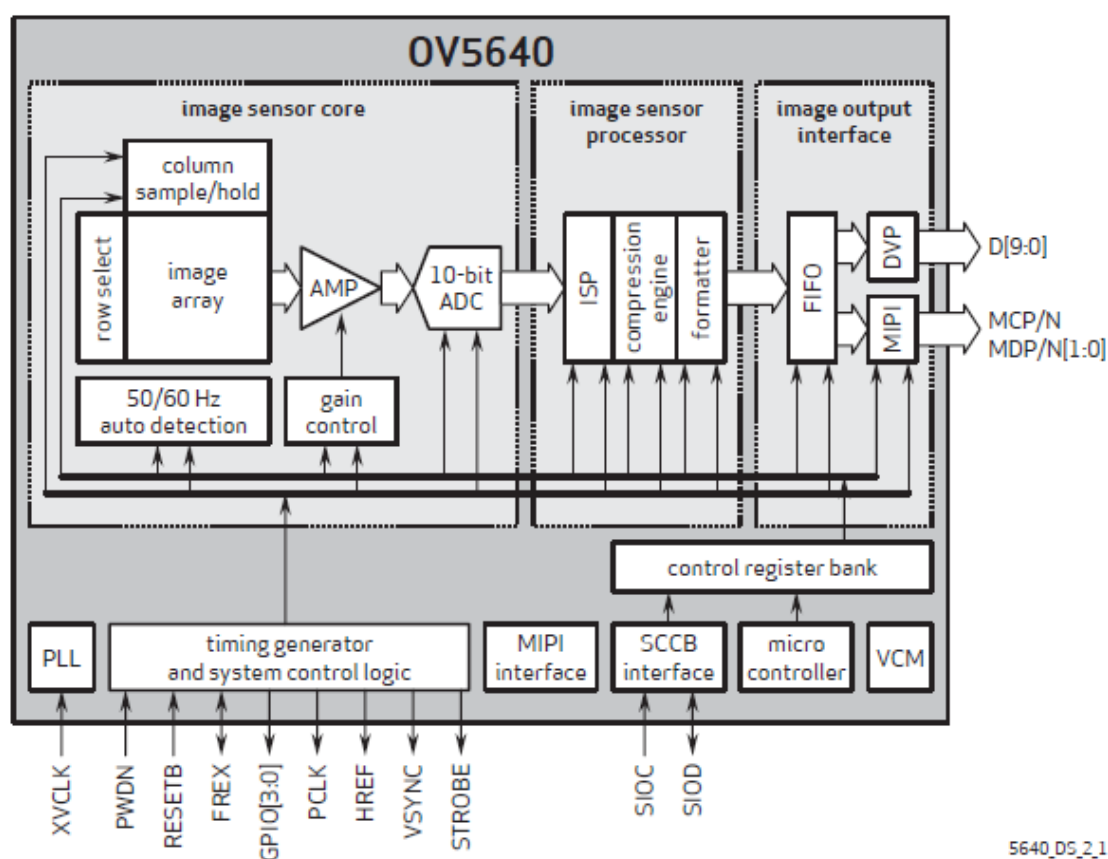 OV5640
image sensor core
image sensor
processor
image output
interface
column
sample/hold
row select
image
array
AMP
10-bit
ADC
ISP
compression
engine
formatter
FIFO
DVP
MIPI
D[9:0]
MCP/N
MDP/N[1:0]
50/60 Hz
auto detection
gain
control
control register bank
PLL
timing generator
and system control logic
MIPI
interface
SCCB
interface
micro
controller
VCM
XVCLK
PWDN
RESETB
FREX
GPIO[3:0]
PCLK
HREF
VSYNC
STROBE
SIOC
SIOD
5640_DS_2_1